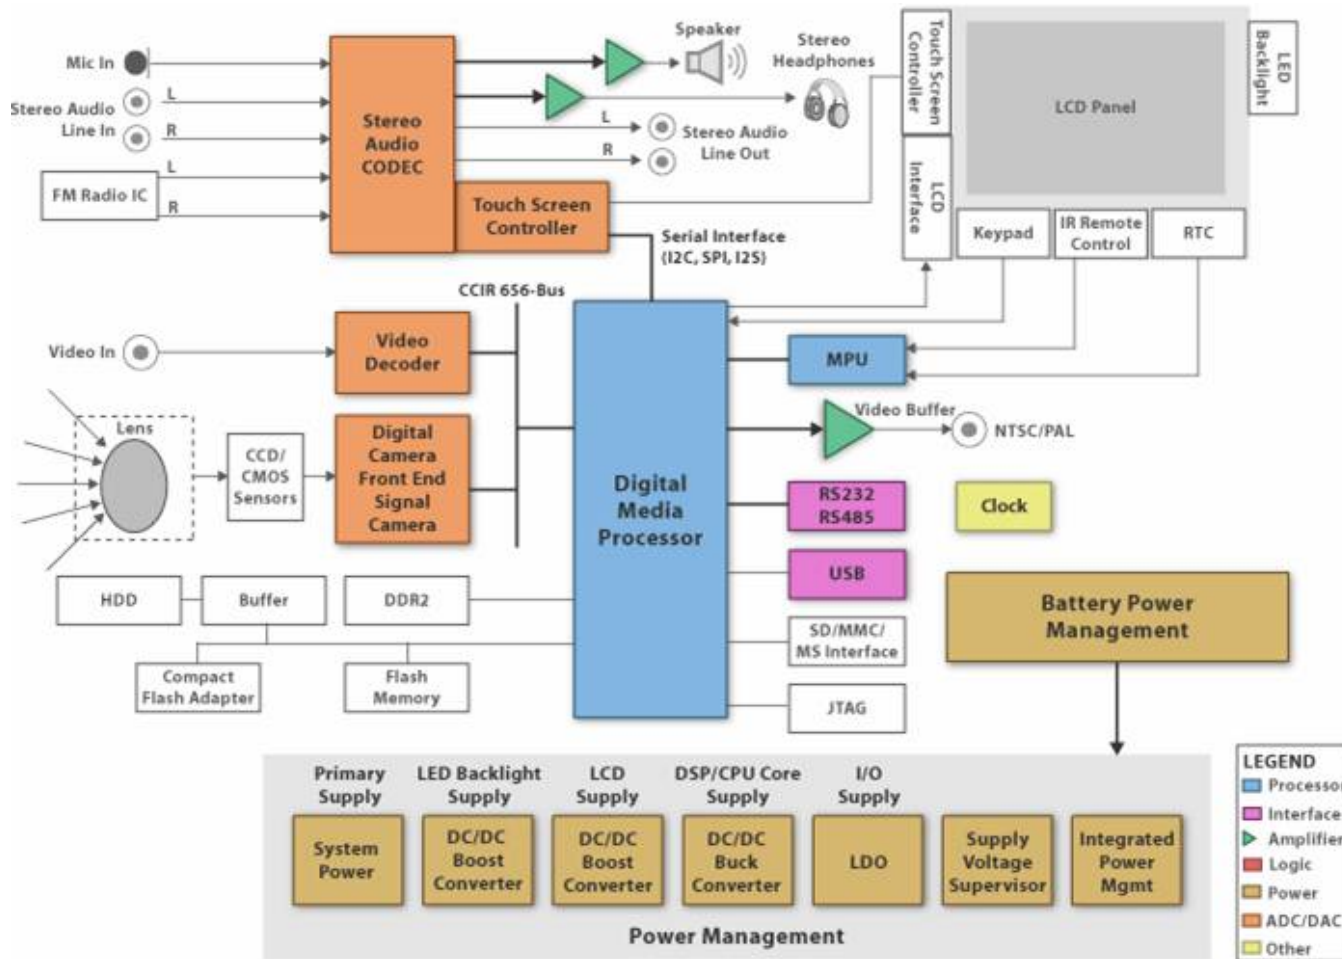 Mic In
Stereo Audio
Line In
L
R
FM Radio IC
L
R
Stereo
Audio
CODEC
Touch Screen
Controller
Speaker
Stereo
Headphones
L
R
Stereo Audio
Line Out
Serial Interface
(I2C, SPI, I2S)
Touch Screen
Controller
LCD
Interface
LCD Panel
LED
Backlight
Keypad
IR Remote
Control
RTC
CCIR 656-Bus
Video In
Video
Decoder
Lens
CCD/
CMOS
Sensors
Digital
Camera
Front End
Signal
Camera
Digital
Media
Processor
MPU
Video Buffer
NTSC/PAL
RS232
RS485
Clock
USB
SD/MMC/
MS Interface
JTAG
HDD
Buffer
DDR2
Compact
Flash Adapter
Flash
Memory
Battery Power
Management
Primary
Supply
LED Backlight
Supply
LCD
Supply
DSP/CPU Core
Supply
I/O
Supply
System
Power
DC/DC
Boost
Converter
DC/DC
Boost
Converter
DC/DC
Buck
Converter
LDO
Supply
Voltage
Supervisor
Integrated
Power
Mgmt
Power Management
LEGEND
Processor
Interface
Amplifier
Logic
Power
ADC/DAC
Other